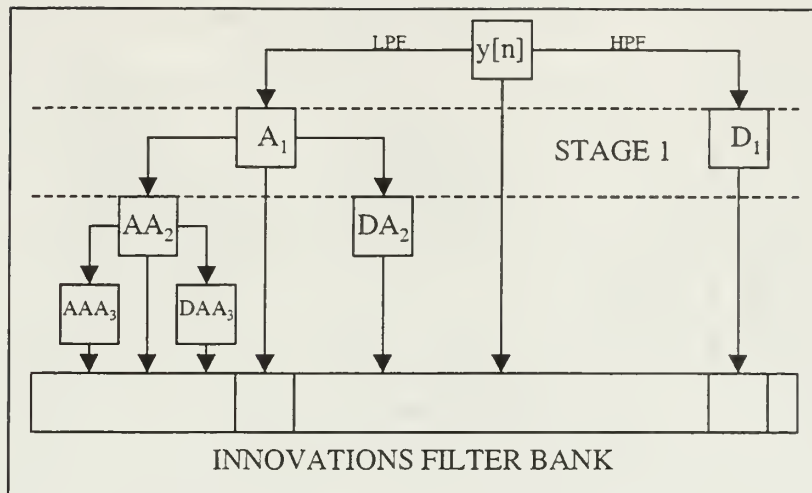 LPF y[n] HPF
A₁ STAGE 1 D₁
AA₂ DA₂
AAA₃ DAA₃
INNOVATIONS FILTER BANK